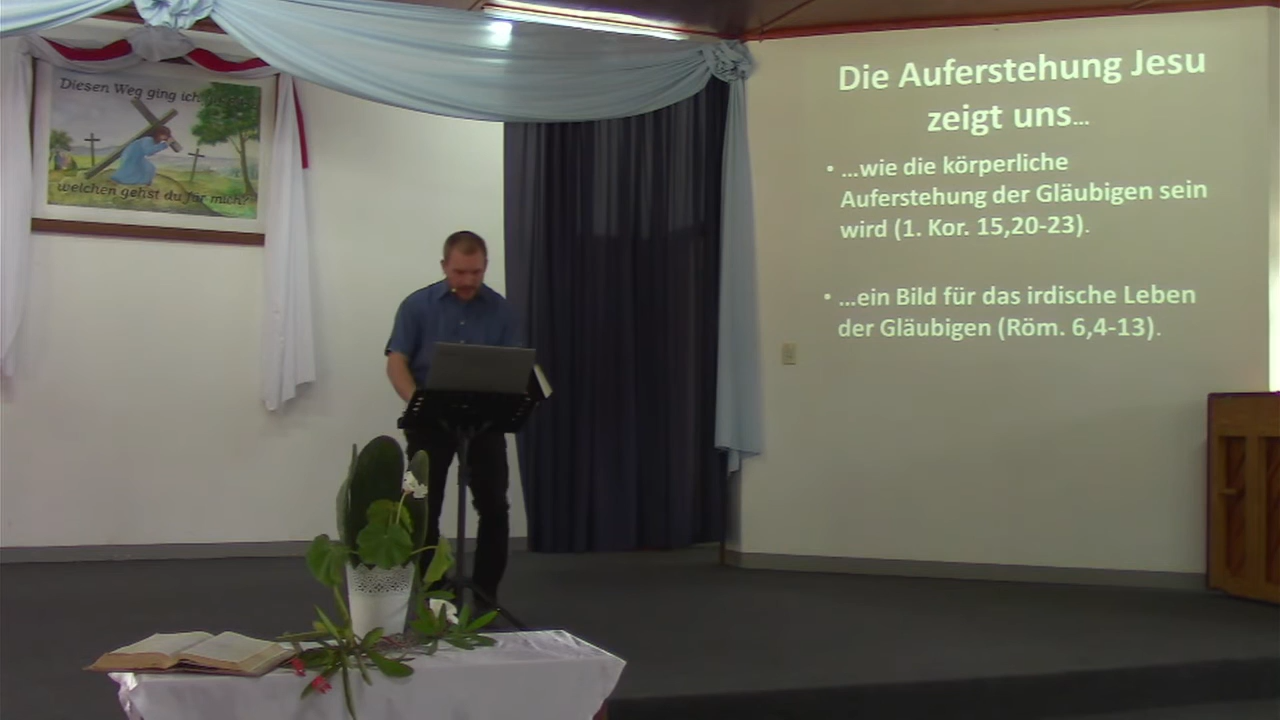 Diesen Weg ging ich
welchen gehst du für mich?
Die Auferstehung Jesu
zeigt uns...
• ...wie die körperliche
Auferstehung der Gläubigen sein
wird (1. Kor. 15,20-23).
• ...ein Bild für das irdische Leben
der Gläubigen (Röm. 6,4-13).